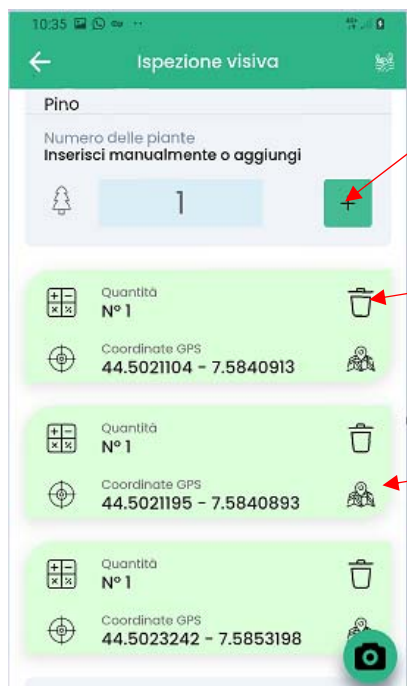 10:35
Ispezione visiva
Pino
Numero delle piante
Inserisci manualmente o aggiungi
1
+
Quantità
N° 1
Coordinate GPS
44.5021104 - 7.5840913
Quantità
N° 1
Coordinate GPS
44.5021195 - 7.5840893
Quantità
N° 1
Coordinate GPS
44.5023242 - 7.5853198